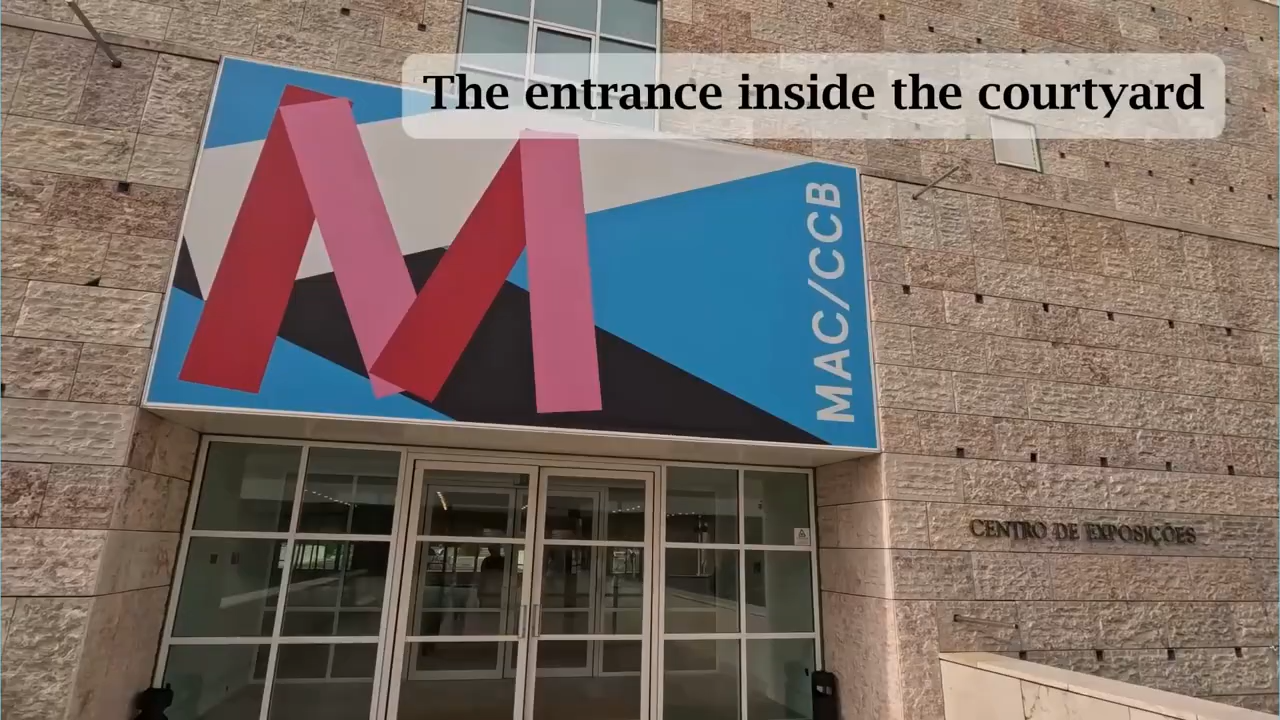 The entrance inside the courtyard
M
MAC/CCB
CENTRO DE EXPOSIÇÕES